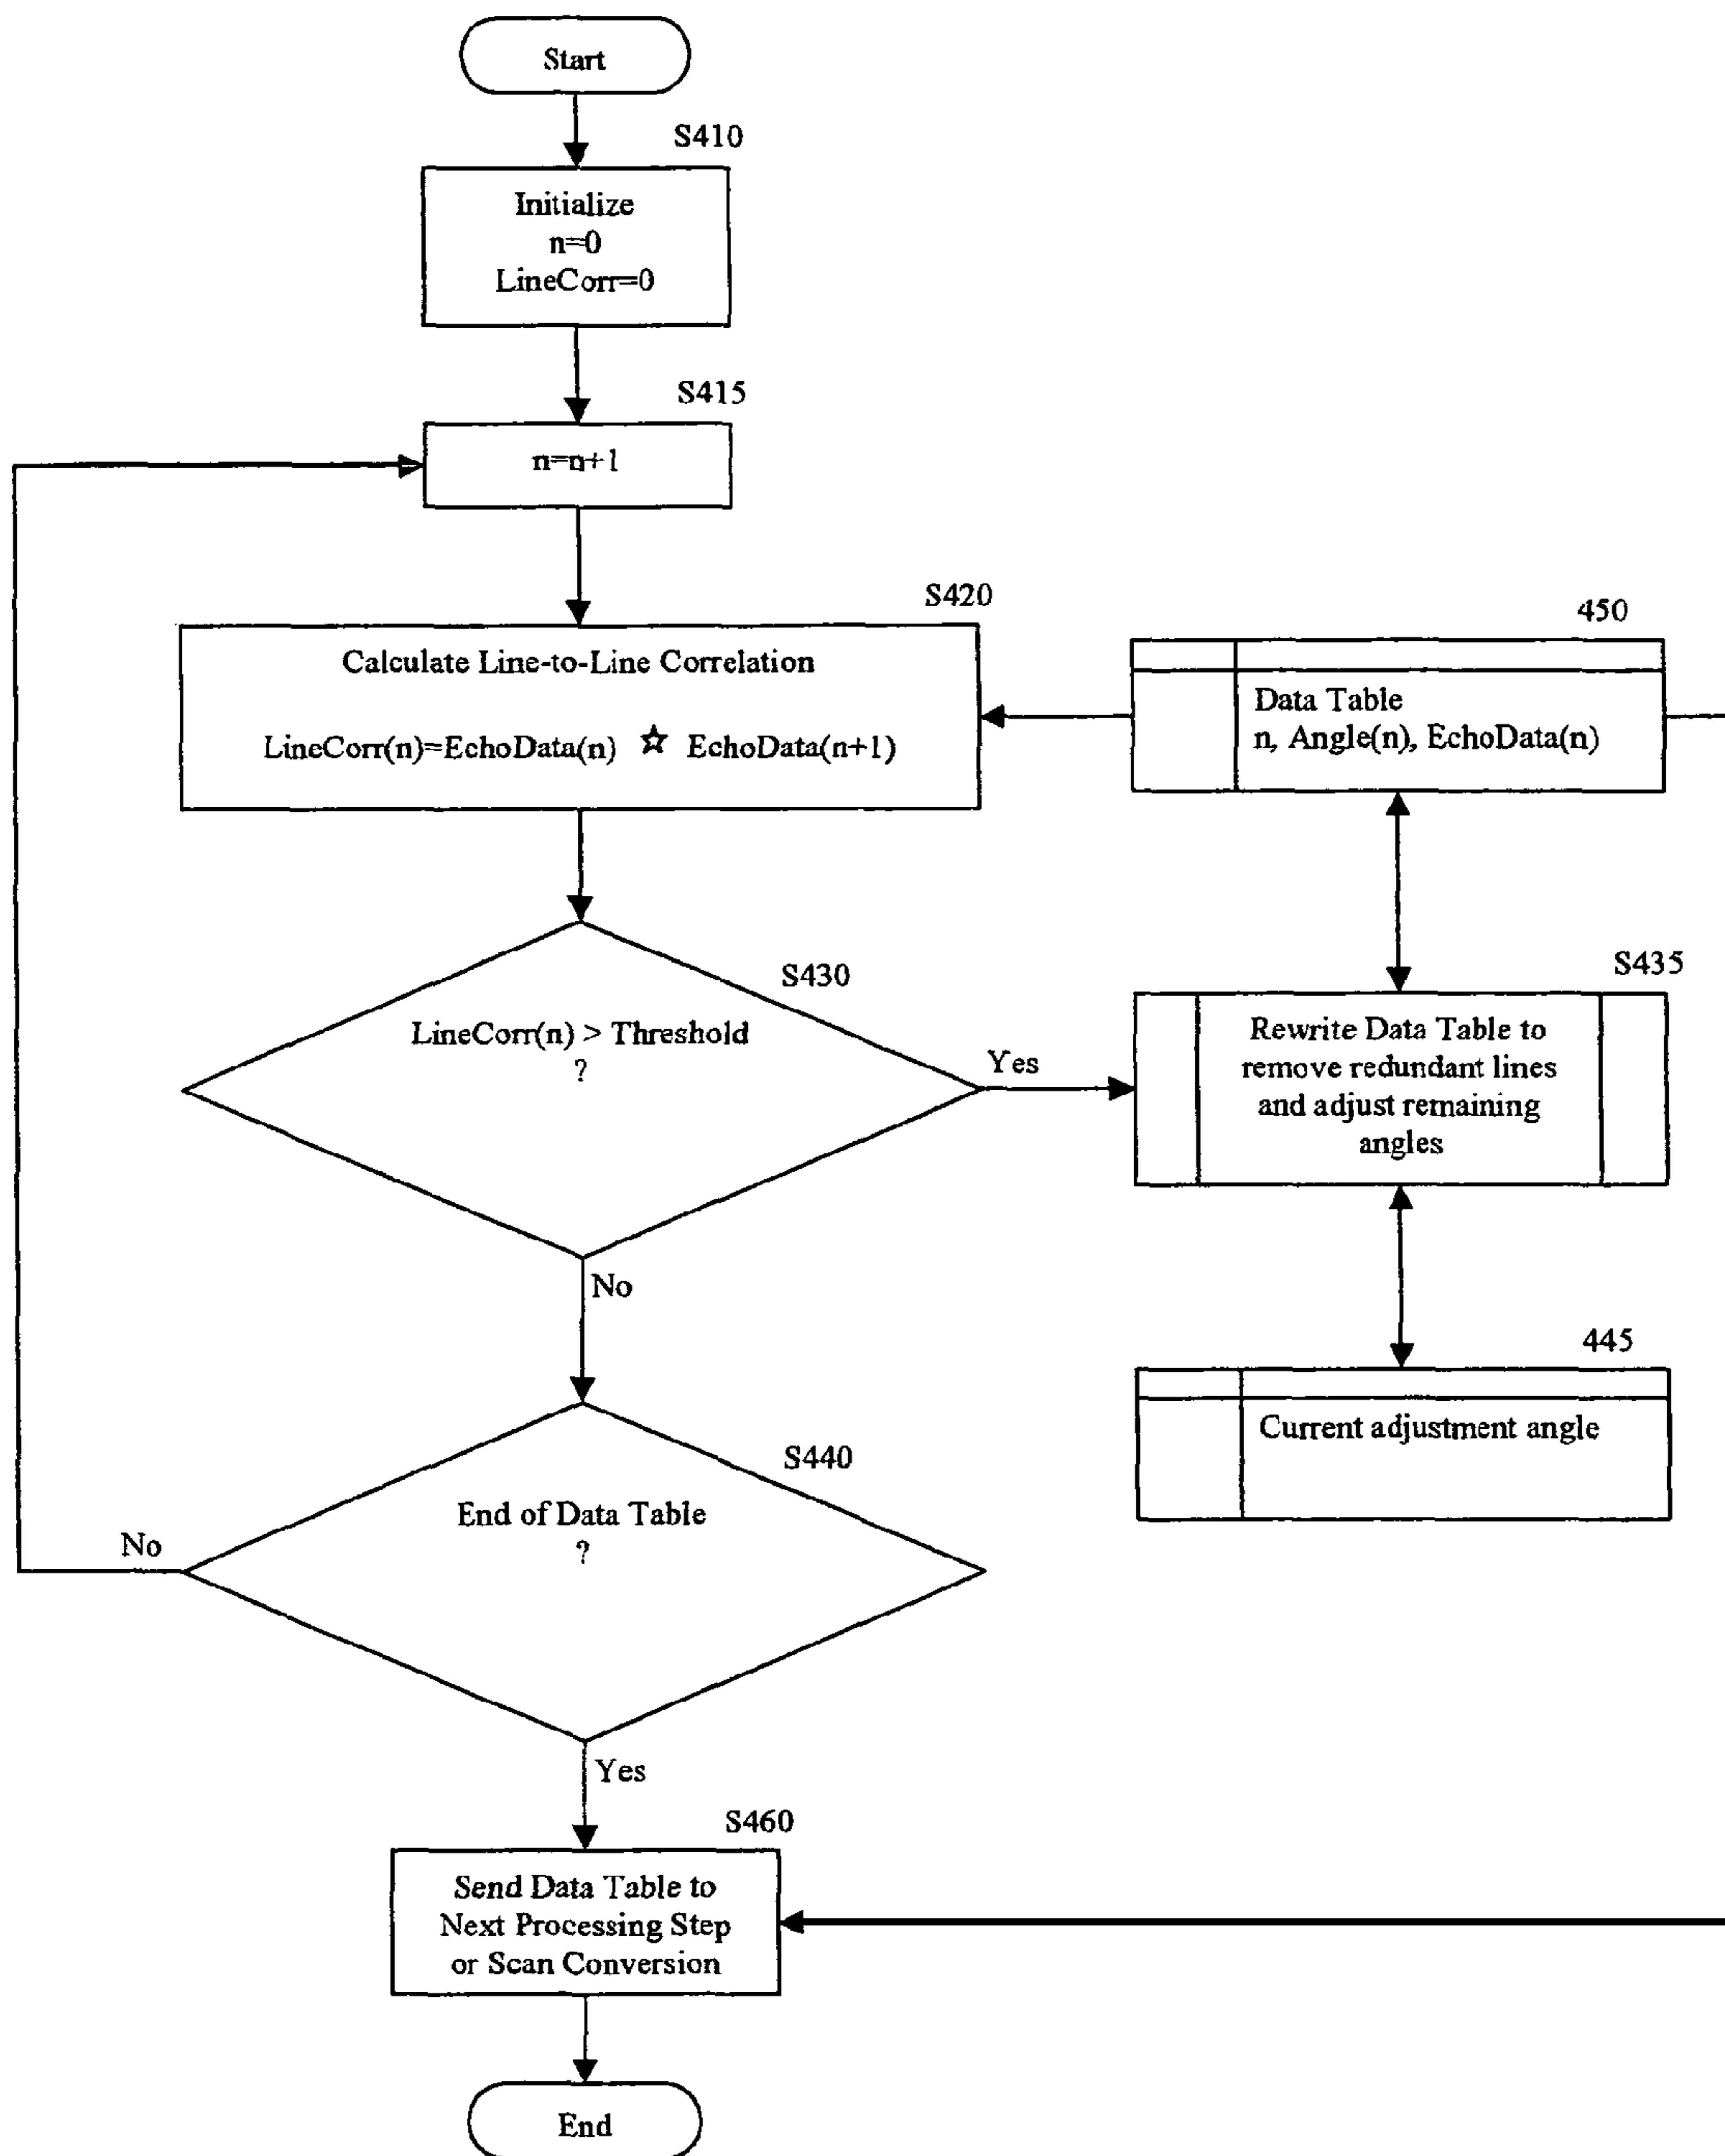 Start
S410
Initialize
n=0
LineCorr=0
S415
n=n+1
S420
Calculate Line-to-Line Correlation
LineCorr(n)=EchoData(n) ☆ EchoData(n+1)
450
Data Table
n, Angle(n), EchoData(n)
S430
LineCorr(n) > Threshold
?
Yes
No
S435
Rewrite Data Table to
remove redundant lines
and adjust remaining
angles
445
Current adjustment angle
S440
End of Data Table
?
No
Yes
S460
Send Data Table to
Next Processing Step
or Scan Conversion
End